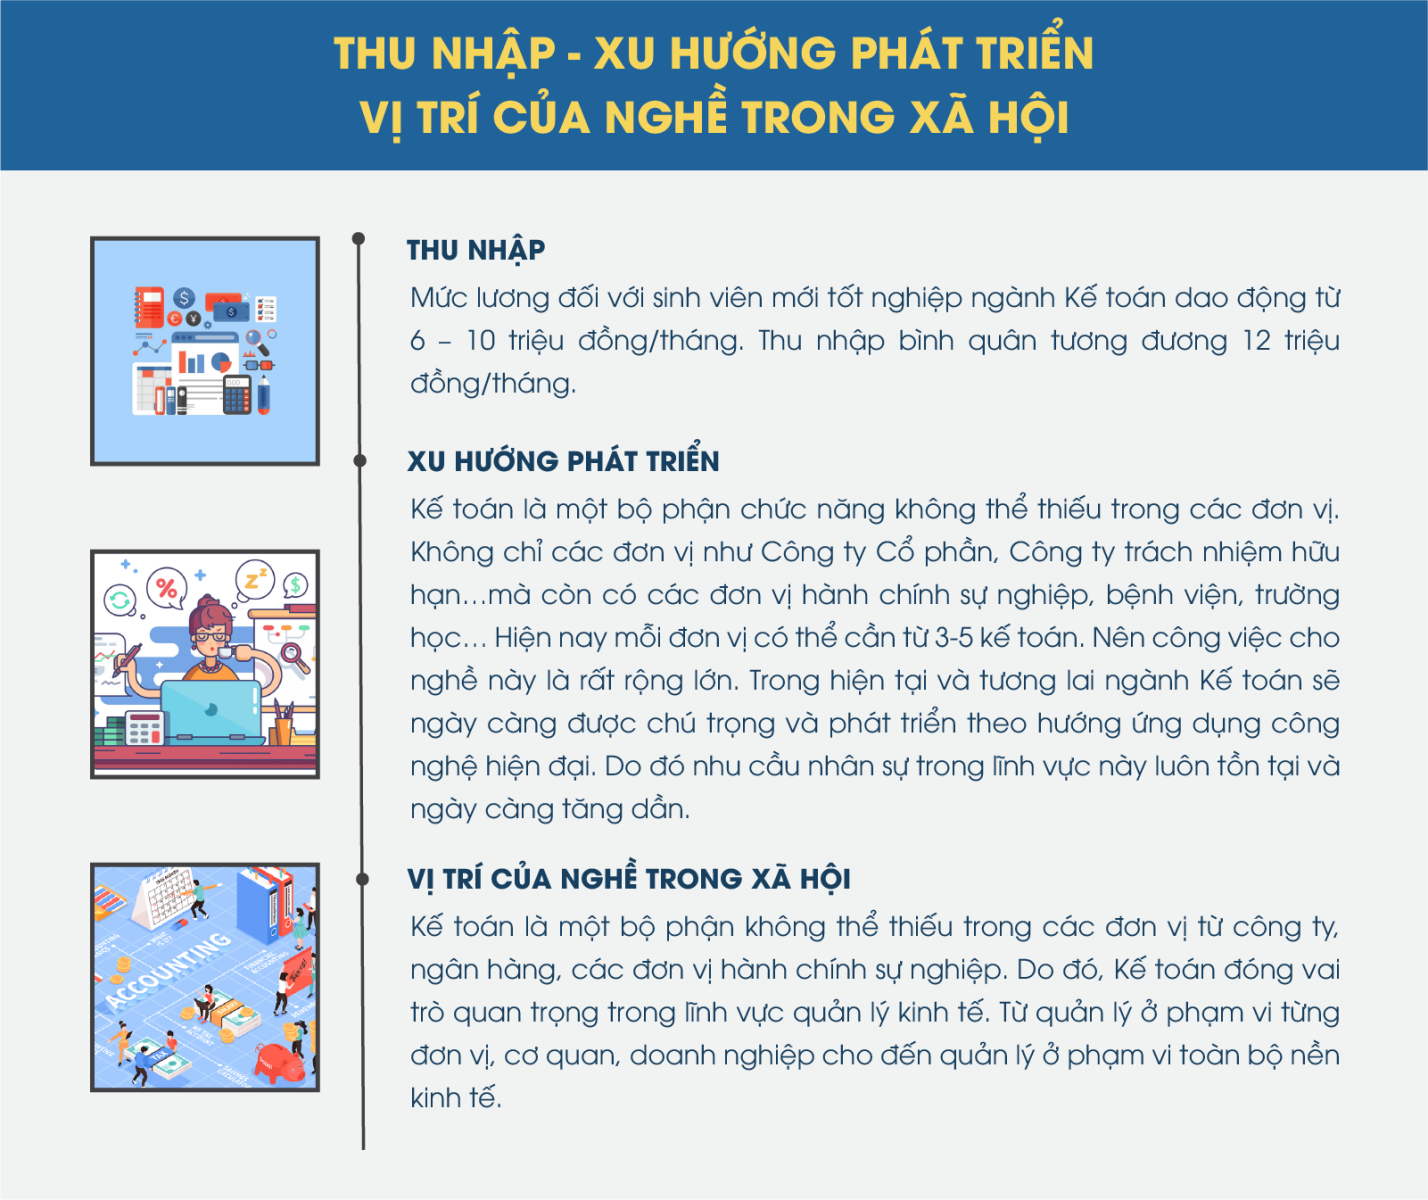 THU NHẬP - XU HƯỚNG PHÁT TRIỂN
VỊ TRÍ CỦA NGHỀ TRONG XÃ HỘI
THU NHẬP
Mức lương đối với sinh viên mới tốt nghiệp ngành Kế toán dao động từ
6 – 10 triệu đồng/tháng. Thu nhập bình quân tương đương 12 triệu
đồng/tháng.
XU HƯỚNG PHÁT TRIỂN
Kế toán là một bộ phận chức năng không thể thiếu trong các đơn vị.
Không chỉ các đơn vị như Công ty Cổ phần, Công ty trách nhiệm hữu
hạn...mà còn có các đơn vị hành chính sự nghiệp, bệnh viện, trường
học... Hiện nay mỗi đơn vị có thể cần từ 3-5 kế toán. Nên công việc cho
nghề này là rất rộng lớn. Trong hiện tại và tương lai ngành Kế toán sẽ
ngày càng được chú trọng và phát triển theo hướng ứng dụng công
nghệ hiện đại. Do đó nhu cầu nhân sự trong lĩnh vực này luôn tồn tại và
ngày càng tăng dần.
VỊ TRÍ CỦA NGHỀ TRONG XÃ HỘI
Kế toán là một bộ phận không thể thiếu trong các đơn vị từ công ty,
ngân hàng, các đơn vị hành chính sự nghiệp. Do đó, Kế toán đóng vai
trò quan trọng trong lĩnh vực quản lý kinh tế. Từ quản lý ở phạm vi từng
đơn vị, cơ quan, doanh nghiệp cho đến quản lý ở phạm vi toàn bộ nền
kinh tế.
ACCOUNTING
WHAT
IS IT?
FINANCIAL
ACCOUNTING
TAX